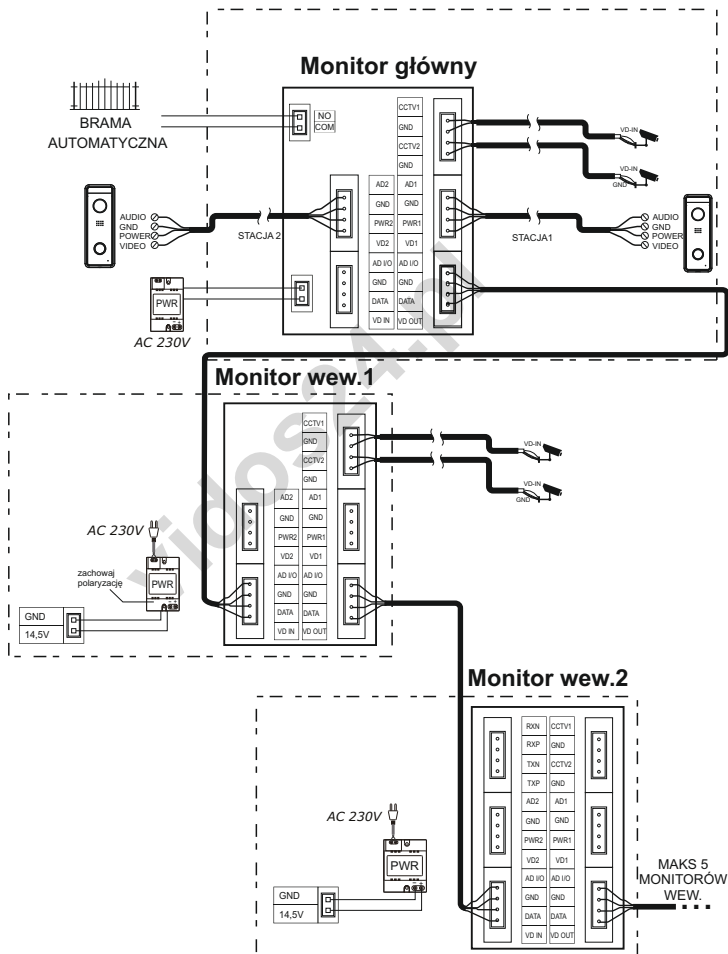 Monitor główny
BRAMA
AUTOMATYCZNA
NO
COM
CCTV1
GND
CCTV2
GND
AD2 AD1
GND GND
PWR2 PWR1
VD2 VD1
AD I/O AD I/O
GND GND
DATA DATA
VD IN VD OUT
VD-IN
VD-IN
GND
AUDIO
GND
POWER
VIDEO
STACJA 2
STACJA1
AUDIO
GND
POWER
VIDEO
PWR
AC 230V
vidos24.pl
Monitor wew.1
CCTV1
GND
CCTV2
GND
AD2 AD1
GND GND
PWR2 PWR1
VD2 VD1
AD I/O AD I/O
GND GND
DATA DATA
VD IN VD OUT
VD-IN
VD-IN
GND
AC 230V
zachowaj
polaryzację
PWR
GND
14,5V
Monitor wew.2
RXN CCTV1
RXP GND
TXN CCTV2
TXP GND
AD2 AD1
GND GND
PWR2 PWR1
VD2 VD1
AD I/O AD I/O
GND GND
DATA DATA
VD IN VD OUT
AC 230V
PWR
GND
14,5V
MAKS 5
MONITORÓW
WEW.